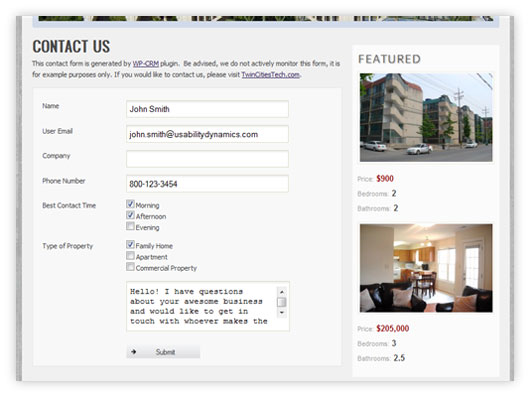 CONTACT US
This contact form is generated by WP-CRM plugin. Be advised, we do not actively monitor this form, it is
for example purposes only. If you would like to contact us, please visit TwinCitiesTech.com.
Name
John Smith
User Email
john.smith@usabilitydynamics.com
Company
Phone Number
800-123-3454
Best Contact Time
Morning
Afternoon
Evening
Type of Property
Family Home
Apartment
Commercial Property
Hello! I have questions
about your awesome business
and would like to get in
touch with whoever makes the
Submit
FEATURED
Price: $900
Bedrooms: 2
Bathrooms: 2
Price: $205,000
Bedrooms: 3
Bathrooms: 2.5